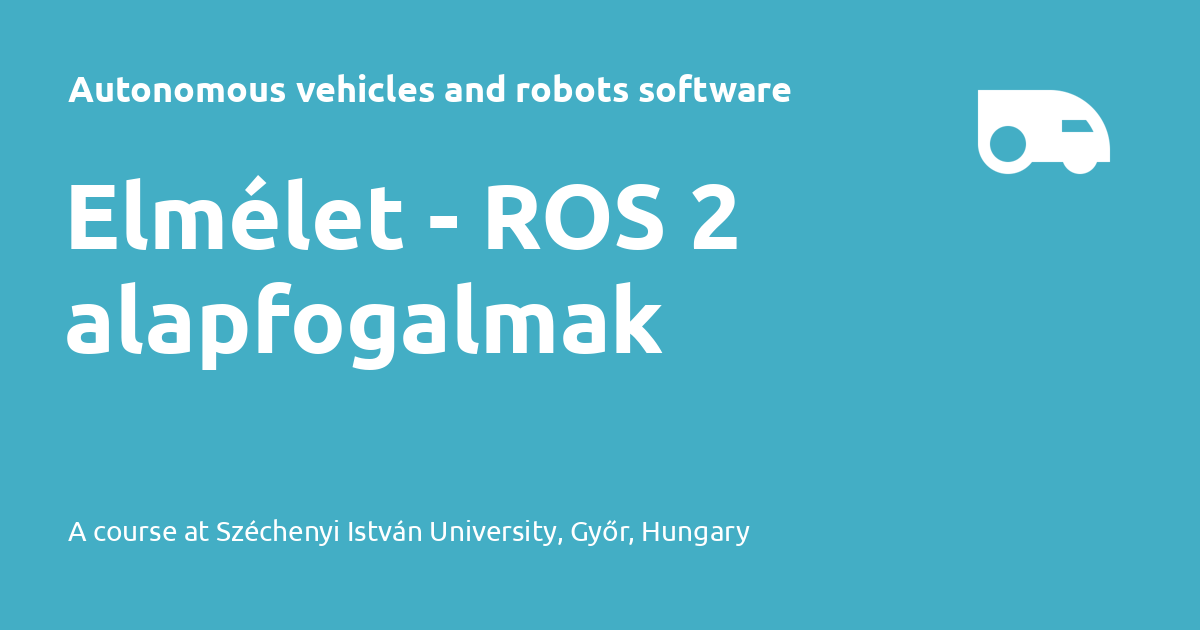 Autonomous vehicles and robots software
Elmélet - ROS 2
alapfogalmak
A course at Széchenyi István University, Győr, Hungary